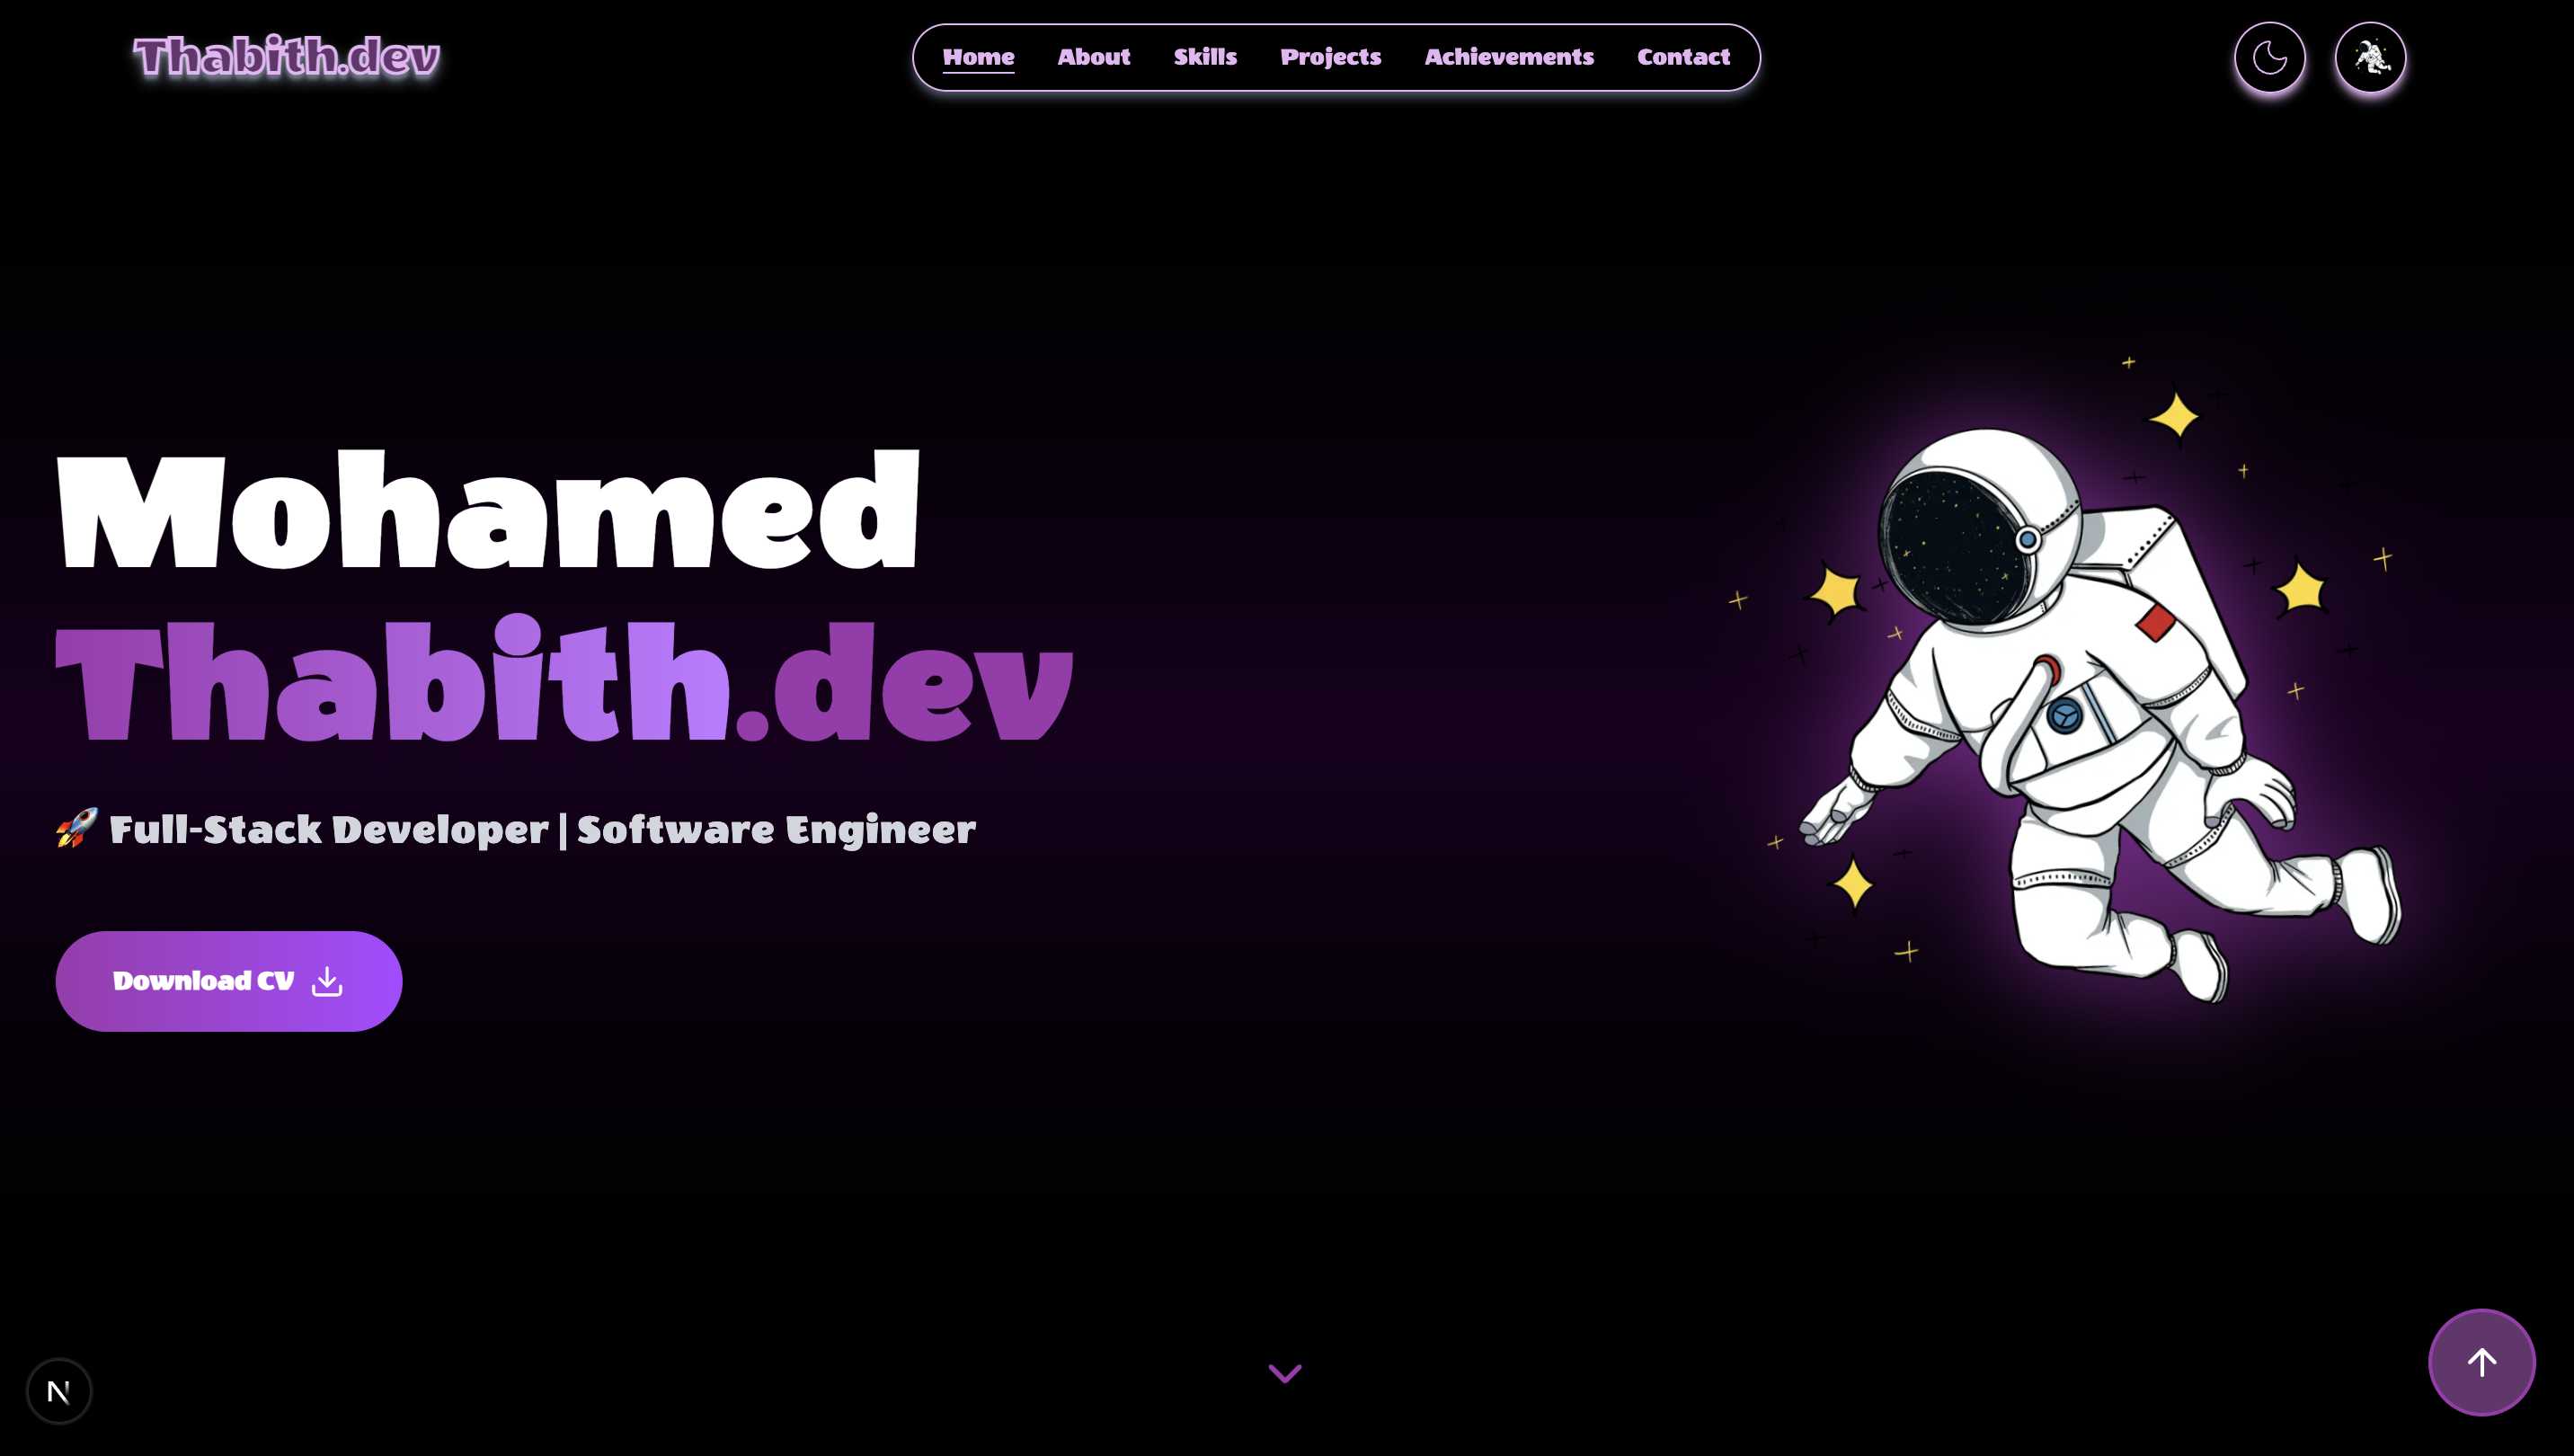 Thabith.dev
Home About Skills Projects Achievements Contact
Mohamed
Thabith.dev
🚀 Full-Stack Developer | Software Engineer
Download CV
N